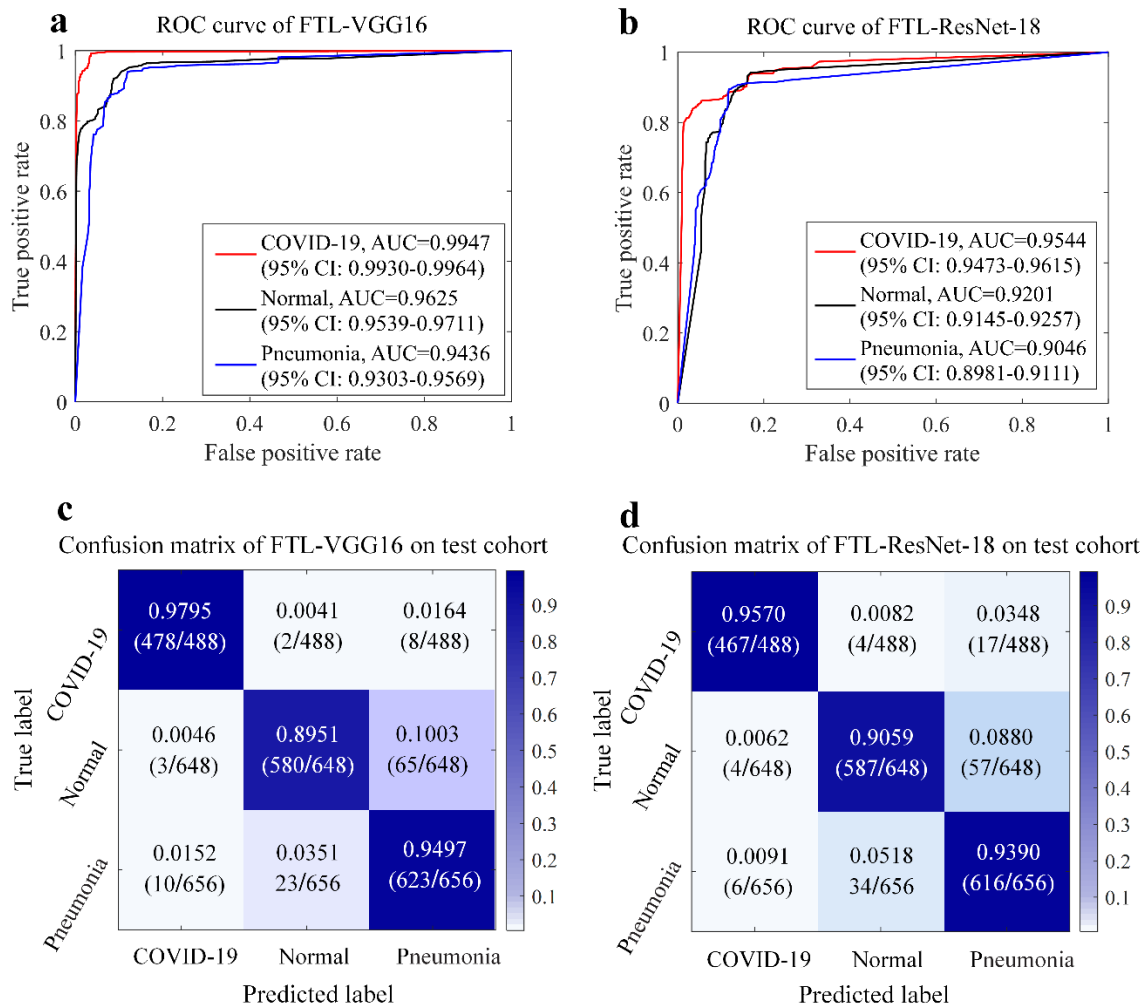 a
ROC curve of FTL-VGG16
1
0.8
0.6
0.4
0.2
0
True positive rate
COVID-19, AUC=0.9947
(95% CI: 0.9930-0.9964)
Normal, AUC=0.9625
(95% CI: 0.9539-0.9711)
Pneumonia, AUC=0.9436
(95% CI: 0.9303-0.9569)
0
0.2
0.4
0.6
0.8
1
False positive rate
b
ROC curve of FTL-ResNet-18
1
0.8
0.6
0.4
0.2
0
True positive rate
COVID-19, AUC=0.9544
(95% CI: 0.9473-0.9615)
Normal, AUC=0.9201
(95% CI: 0.9145-0.9257)
Pneumonia, AUC=0.9046
(95% CI: 0.8981-0.9111)
0
0.2
0.4
0.6
0.8
1
False positive rate
c
Confusion matrix of FTL-VGG16 on test cohort
True label
COVID-19
0.9795
(478/488)
0.0041
(2/488)
0.0164
(8/488)
Normal
0.0046
(3/648)
0.8951
(580/648)
0.1003
(65/648)
Pneumonia
0.0152
(10/656)
0.0351
23/656
0.9497
(623/656)
COVID-19
Normal
Pneumonia
Predicted label
0.9
0.8
0.7
0.6
0.5
0.4
0.3
0.2
0.1
d
Confusion matrix of FTL-ResNet-18 on test cohort
True label
COVID-19
0.9570
(467/488)
0.0082
(4/488)
0.0348
(17/488)
Normal
0.0062
(4/648)
0.9059
(587/648)
0.0880
(57/648)
Pneumonia
0.0091
(6/656)
0.0518
34/656
0.9390
(616/656)
COVID-19
Normal
Pneumonia
Predicted label
0.9
0.8
0.7
0.6
0.5
0.4
0.3
0.2
0.1